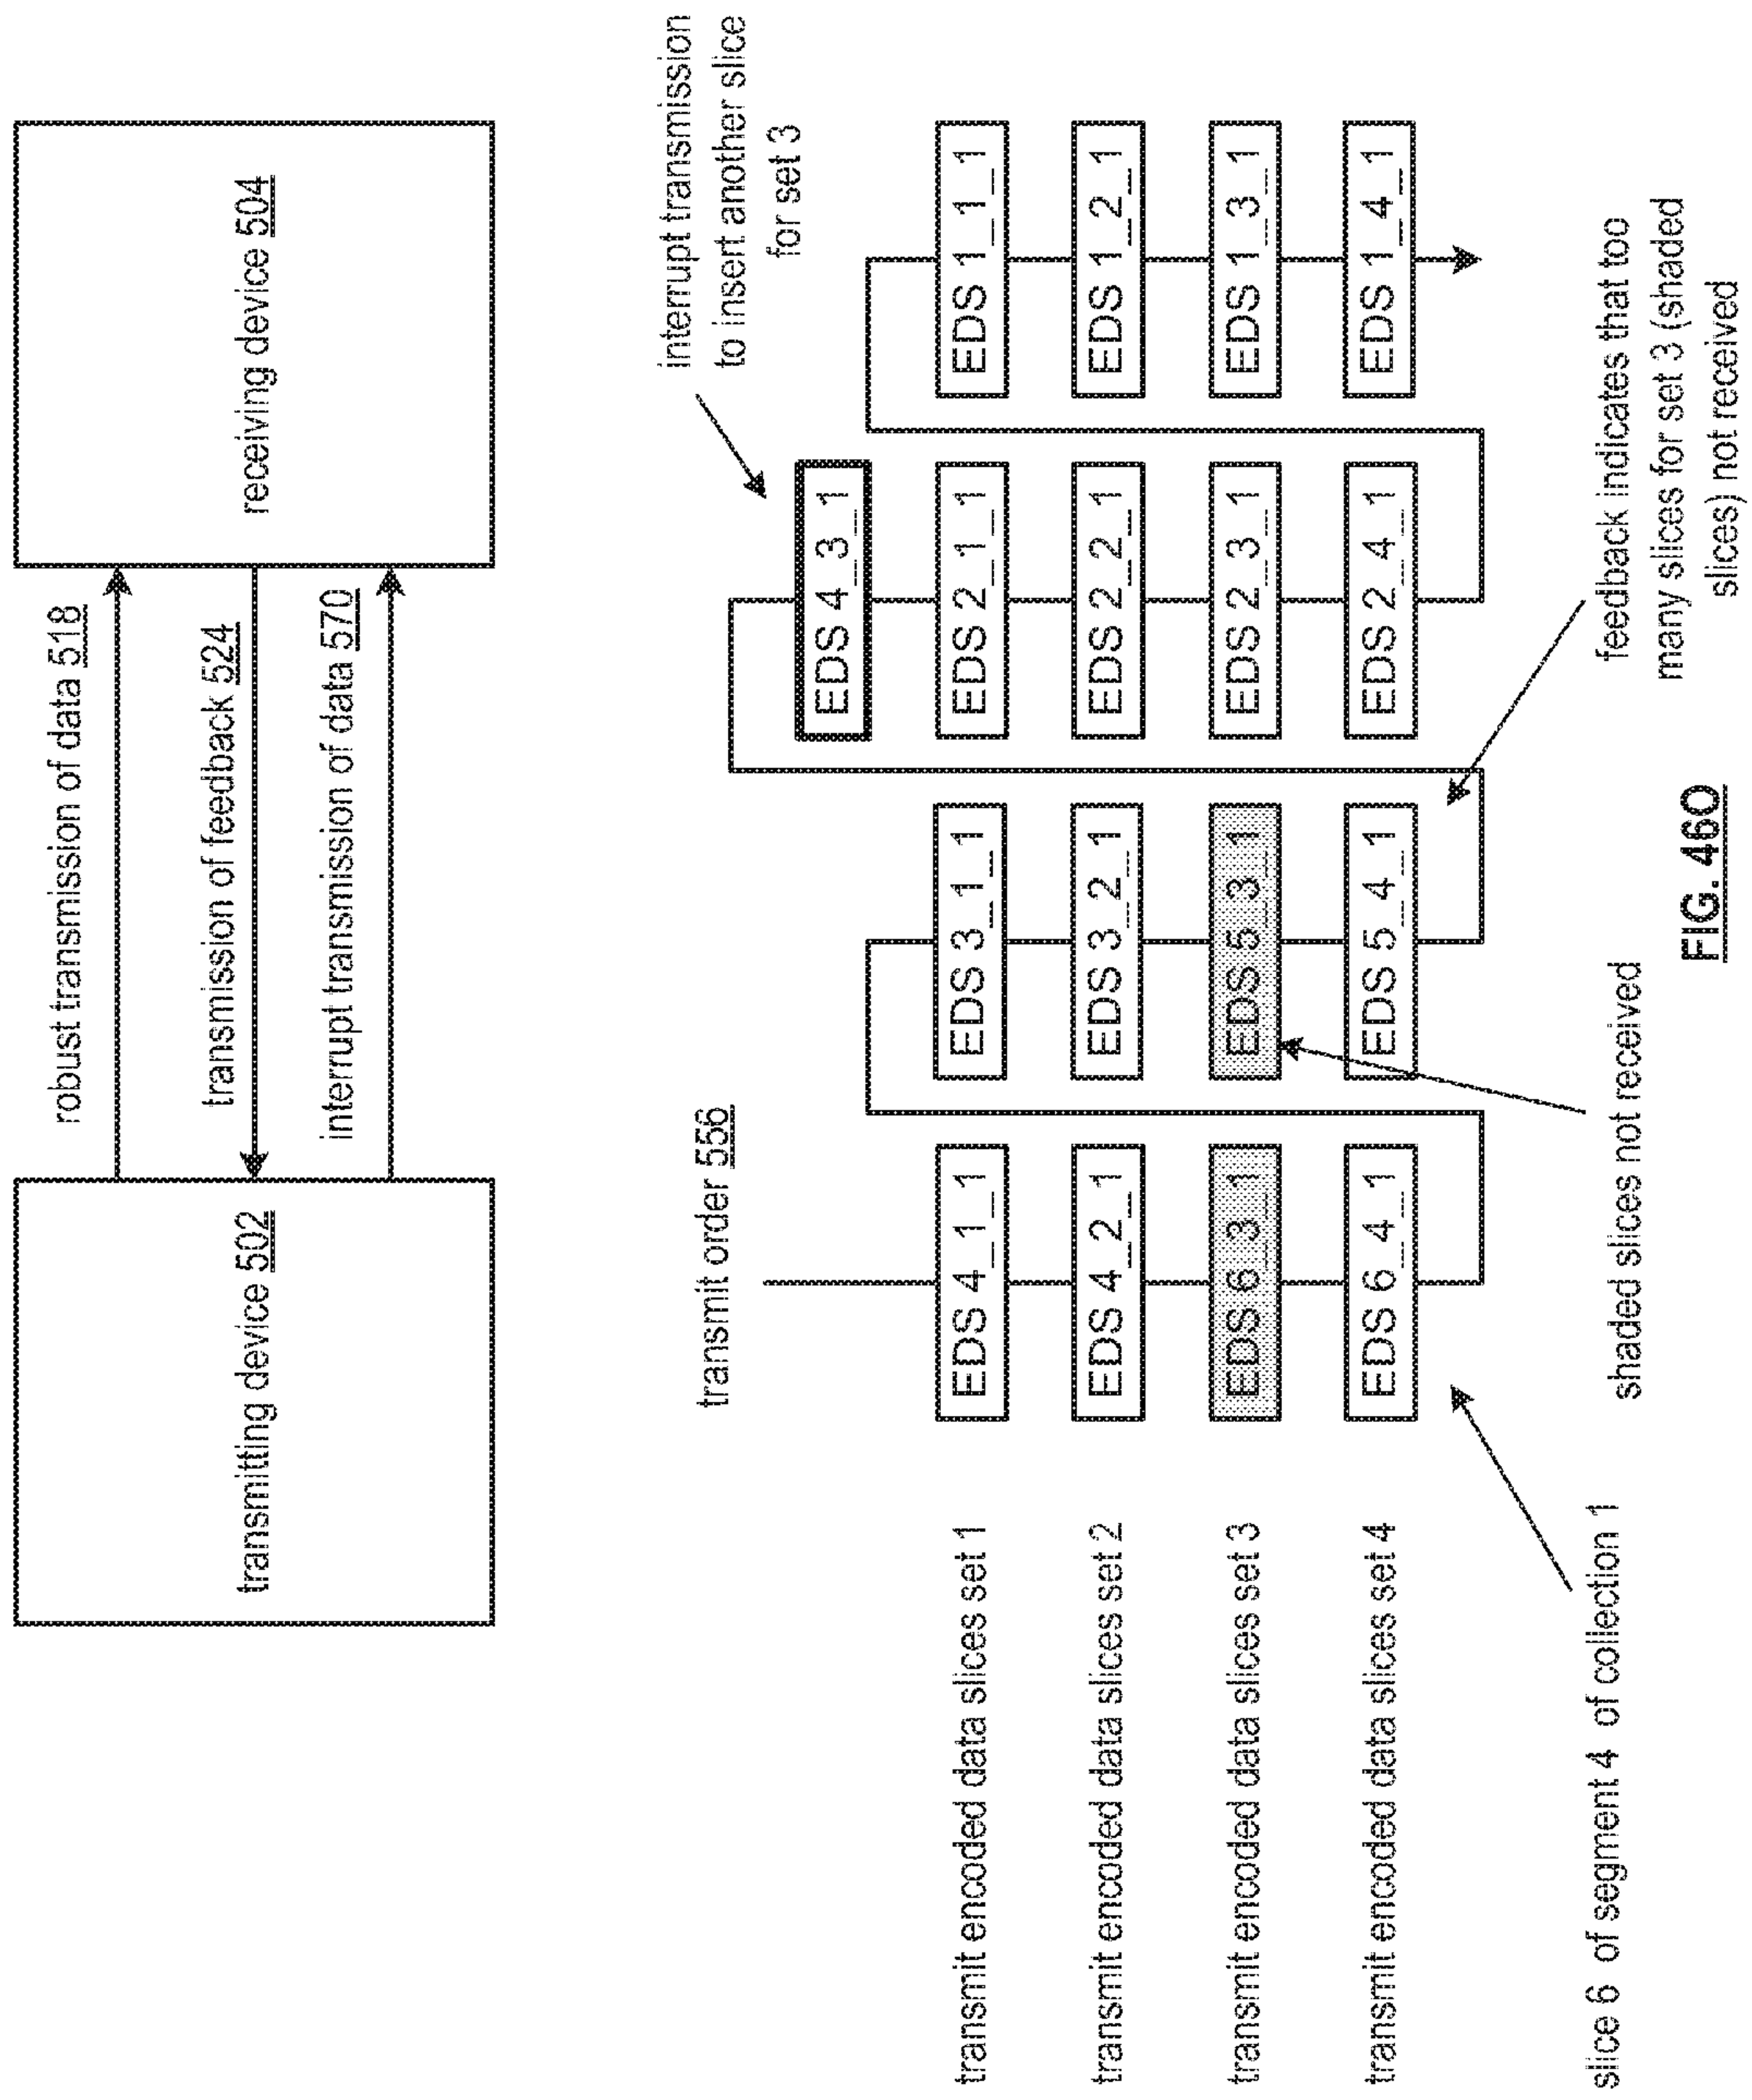 transmitting device 502
robust transmission of data 518
transmission of feedback 524
interrupt transmission of data 570
receiving device 504
transmit order 556
interrupt transmission
to insert another slice
for set 3
EDS 4_3_1
transmit encoded data slices set 1
EDS 4_1_1
EDS 3_1_1
EDS 2_1_1
EDS 1_1_1
transmit encoded data slices set 2
EDS 4_2_1
EDS 3_2_1
EDS 2_2_1
EDS 1_2_1
transmit encoded data slices set 3
EDS 6_3_1
EDS 5_3_1
EDS 2_3_1
EDS 1_3_1
transmit encoded data slices set 4
EDS 6_4_1
EDS 5_4_1
EDS 2_4_1
EDS 1_4_1
slice 6 of segment 4 of collection 1
shaded slices not received
feedback indicates that too
many slices for set 3 (shaded
slices) not received
FIG. 46O